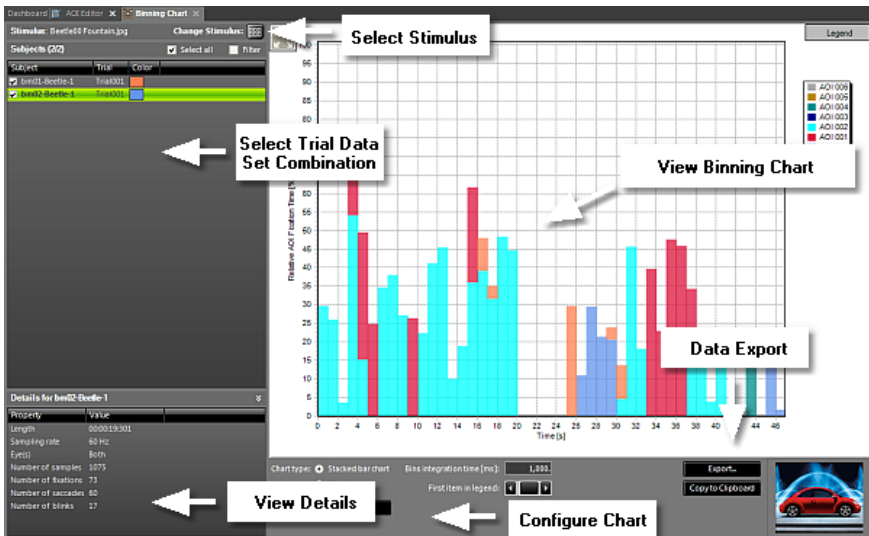 Dashboard AOI Editor X Binning Chart X
Stimulus: Beetle00 Fountain.jpg Change Stimulus:
Subjects (2/2) Select all Filter
Subject Trial Color
brn01-Beetle-1 Trial001
brn02-Beetle-1 Trial001
Select Stimulus
Legend
AOI 006
AOI 005
AOI 004
AOI 003
AOI 002
AOI 001
Select Trial Data
Set Combination
View Binning Chart
100
95
90
85
80
60
55
50
45
40
35
30
25
20
15
10
5
0
Relative AOI Fixation Time [%
0 2 4 6 8 10 12 14 16 18 20 22 24 26 28 30 32 34 36 38 40 42 44 46
Time [s]
Data Export
Details for brn02-Beetle-1
Property Value
Length 00:00:19:301
Sampling rate 60 Hz
Eye(s) Both
Number of samples 1075
Number of fixations 73
Number of saccades 60
Number of blinks 17
View Details
Chart type: Stacked bar chart
Bins integration time [ms]: 1,000
First item in legend:
Export...
Copy to Clipboard
Configure Chart